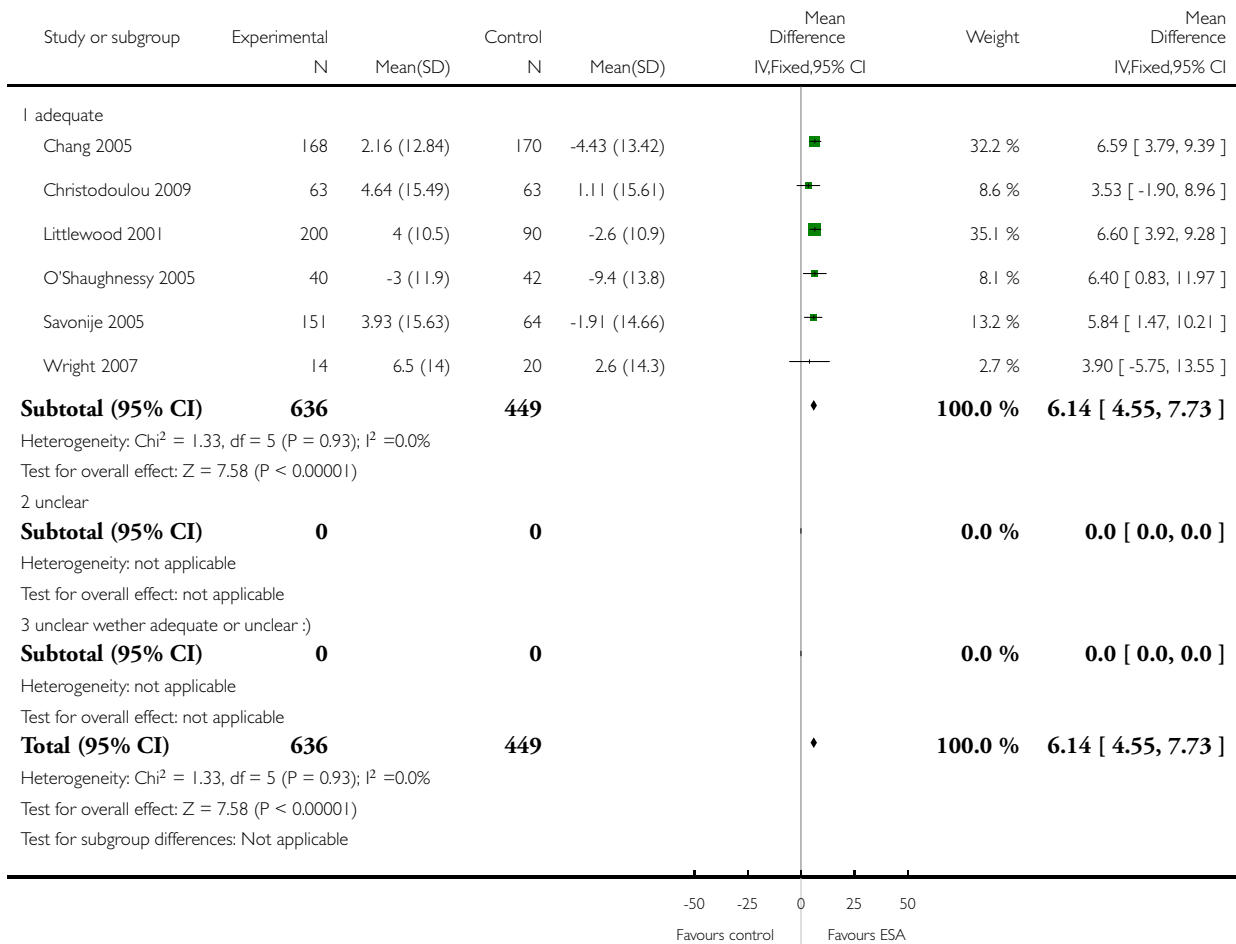 Study or subgroup Experimental Control Mean Difference Weight Mean Difference
N Mean(SD) N Mean(SD) IV,Fixed,95% CI IV,Fixed,95% CI
1 adequate
Chang 2005 168 2.16 (12.84) 170 -4.43 (13.42) 32.2 % 6.59 [ 3.79, 9.39 ]
Christodoulou 2009 63 4.64 (15.49) 63 1.11 (15.61) 8.6 % 3.53 [ -1.90, 8.96 ]
Littlewood 2001 200 4 (10.5) 90 -2.6 (10.9) 35.1 % 6.60 [ 3.92, 9.28 ]
O'Shaughnessy 2005 40 -3 (11.9) 42 -9.4 (13.8) 8.1 % 6.40 [ 0.83, 11.97 ]
Savonije 2005 151 3.93 (15.63) 64 -1.91 (14.66) 13.2 % 5.84 [ 1.47, 10.21 ]
Wright 2007 14 6.5 (14) 20 2.6 (14.3) 2.7 % 3.90 [ -5.75, 13.55 ]
Subtotal (95% CI) 636 449 100.0 % 6.14 [ 4.55, 7.73 ]
Heterogeneity: Chi² = 1.33, df = 5 (P = 0.93); I² =0.0%
Test for overall effect: Z = 7.58 (P < 0.00001)
2 unclear
Subtotal (95% CI) 0 0 0.0 % 0.0 [ 0.0, 0.0 ]
Heterogeneity: not applicable
Test for overall effect: not applicable
3 unclear wether adequate or unclear :)
Subtotal (95% CI) 0 0 0.0 % 0.0 [ 0.0, 0.0 ]
Heterogeneity: not applicable
Test for overall effect: not applicable
Total (95% CI) 636 449 100.0 % 6.14 [ 4.55, 7.73 ]
Heterogeneity: Chi² = 1.33, df = 5 (P = 0.93); I² =0.0%
Test for overall effect: Z = 7.58 (P < 0.00001)
Test for subgroup differences: Not applicable
-50 -25 0 25 50
Favours control Favours ESA